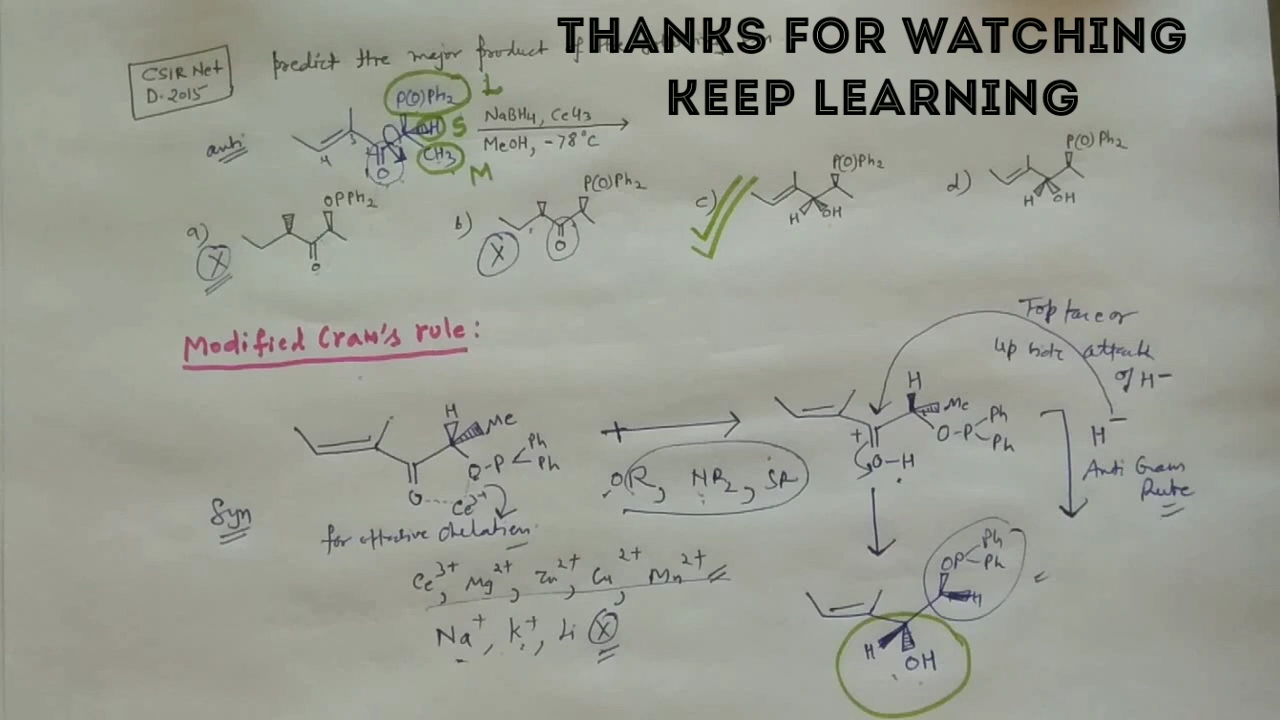 THANKS FOR WATCHING
KEEP LEARNING
CSIR Net
D-2015
predict the major product
P(O)Ph2
L
OH
S
CH3
M
O
anti
3
4
NaBH4, CeCl3
MeOH, -78°C
a)
OPPh2
O
X
b)
P(O)Ph2
O
X
c)
P(O)Ph2
H
OH
d)
P(O)Ph2
H
OH
Modified Cram's rule:
H
Me
O-P
Ph
Ph
O
Ce3+
Syn
for effective chelation
Ce3+, Mg2+, Zn2+, Cu2+, Mn2+
Na+, K+, Li
X
OR, NR2, SR
Top face or
up side attack
of H-
H
Me
O-P
Ph
Ph
+
O-H
H-
Anti Cram
Rule
OP
Ph
Ph
H
H
OH